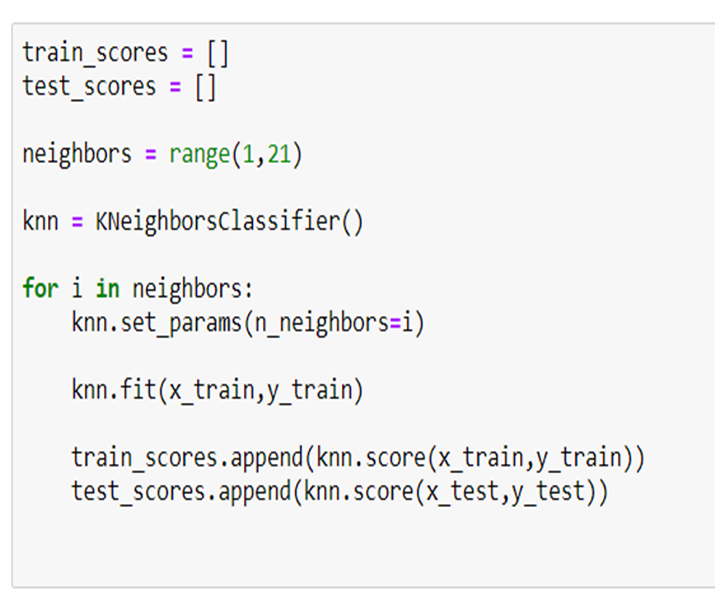 train_scores = []
test_scores = []
neighbors = range(1,21)
knn = KNeighborsClassifier()
for i in neighbors:
    knn.set_params(n_neighbors=i)
    knn.fit(x_train,y_train)
    train_scores.append(knn.score(x_train,y_train))
    test_scores.append(knn.score(x_test,y_test))